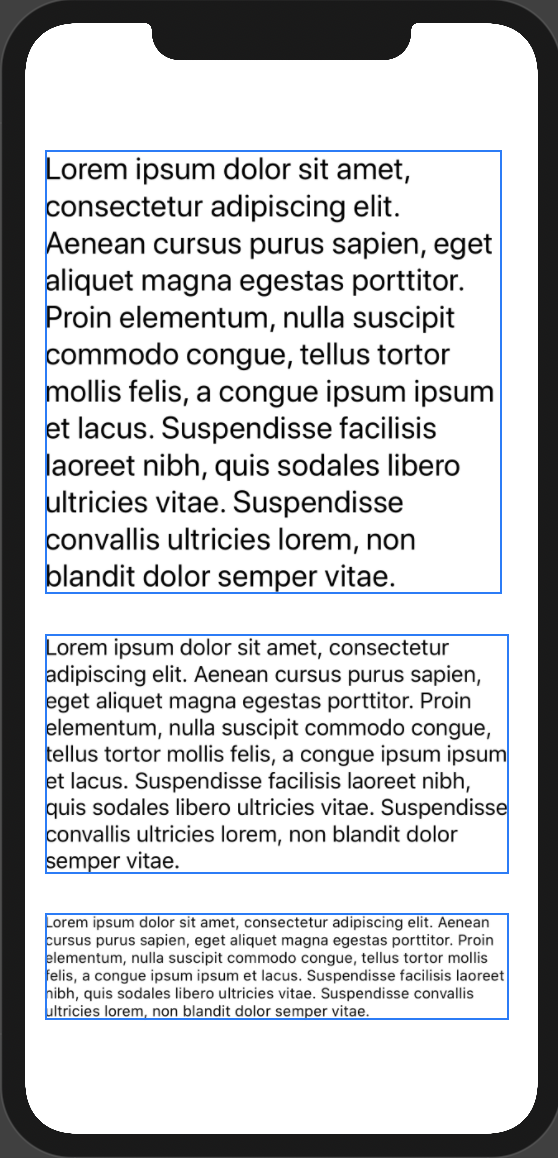 Lorem ipsum dolor sit amet,
consectetur adipiscing elit.
Aenean cursus purus sapien, eget
aliquet magna egestas porttitor.
Proin elementum, nulla suscipit
commodo congue, tellus tortor
mollis felis, a congue ipsum ipsum
et lacus. Suspendisse facilisis
laoreet nibh, quis sodales libero
ultricies vitae. Suspendisse
convallis ultricies lorem, non
blandit dolor semper vitae.
Lorem ipsum dolor sit amet, consectetur
adipiscing elit. Aenean cursus purus sapien,
eget aliquet magna egestas porttitor. Proin
elementum, nulla suscipit commodo congue,
tellus tortor mollis felis, a congue ipsum ipsum
et lacus. Suspendisse facilisis laoreet nibh,
quis sodales libero ultricies vitae. Suspendisse
convallis ultricies lorem, non blandit dolor
semper vitae.
Lorem ipsum dolor sit amet, consectetur adipiscing elit. Aenean
cursus purus sapien, eget aliquet magna egestas porttitor. Proin
elementum, nulla suscipit commodo congue, tellus tortor mollis
felis, a congue ipsum ipsum et lacus. Suspendisse facilisis laoreet
nibh, quis sodales libero ultricies vitae. Suspendisse convallis
ultricies lorem, non blandit dolor semper vitae.